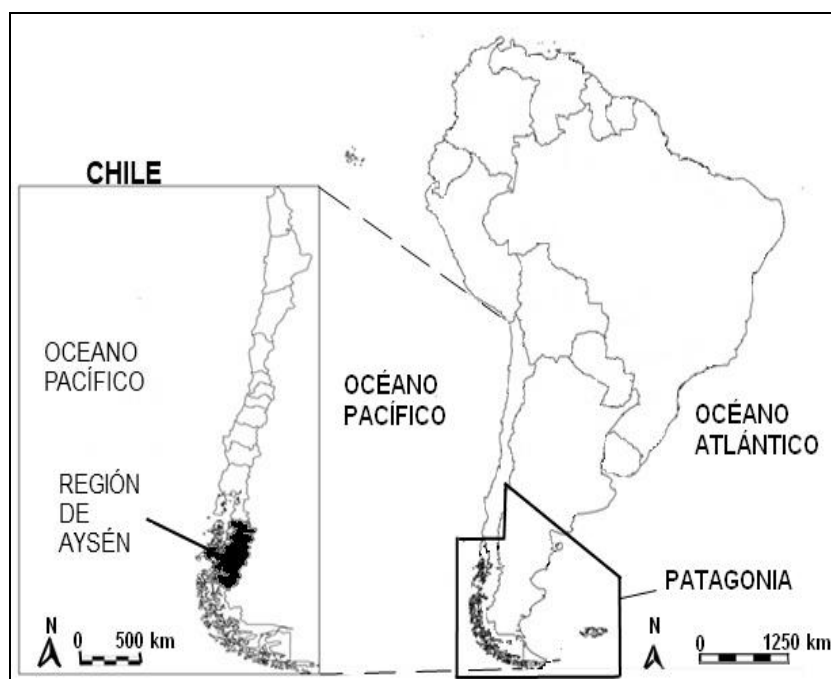 CHILE
OCEANO
PACÍFICO
REGIÓN
DE
AYSÉN
N
0 500 km
OCÉANO
PACÍFICO
OCÉANO
ATLÁNTICO
PATAGONIA
N
0 1250 km